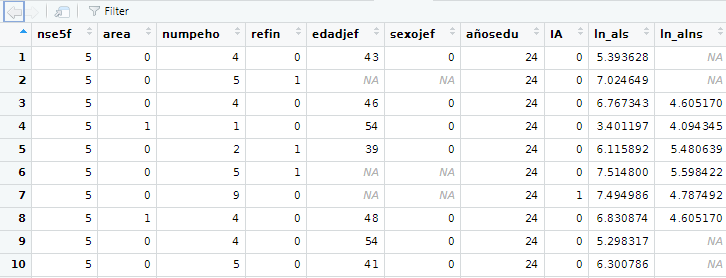 Filter
nse5f area numpeho refin edadjef sexojef añosedu IA ln_als ln_alns
1 5 0 4 0 43 0 24 0 5.393628 NA
2 5 0 5 1 NA NA 24 0 7.024649 NA
3 5 0 4 0 46 0 24 0 6.767343 4.605170
4 5 1 1 0 54 0 24 0 3.401197 4.094345
5 5 0 2 1 39 0 24 0 6.115892 5.480639
6 5 0 5 1 NA NA 24 0 7.514800 5.598422
7 5 0 9 0 NA NA 24 1 7.494986 4.787492
8 5 1 4 0 48 0 24 0 6.830874 4.605170
9 5 0 4 0 54 0 24 0 5.298317 NA
10 5 0 5 0 41 0 24 0 6.300786 NA